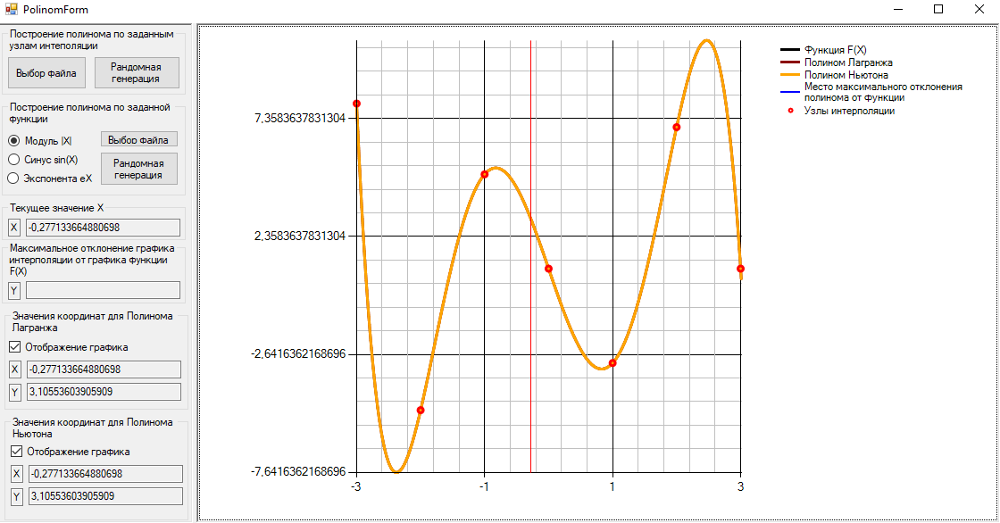 PolinomForm
Построение полинома по заданным
узлам интеполяции
Выбор файла
Рандомная
генерация
Построение полинома по заданной
функции
Модуль |X|
Выбор Файла
Синус sin(X)
Рандомная
генерация
Экспонента eX
Текущее значение X
X
-0,277133664880698
Максимальное отклонение графика
интерполяции от графика функции
F(X)
Y
Значения координат для Полинома
Лагранжа
Отображение графика
X
-0,277133664880698
Y
3,10553603905909
Значения координат для Полинома
Ньютона
Отображение графика
X
-0,277133664880698
Y
3,10553603905909
7,3583637831304
2,3583637831304
-2,6416362168696
-7,6416362168696
-3
-1
1
3
Функция F(X)
Полином Лагранжа
Полином Ньютона
Место максимального отклонения
полинома от Функции
Узлы интерполяции